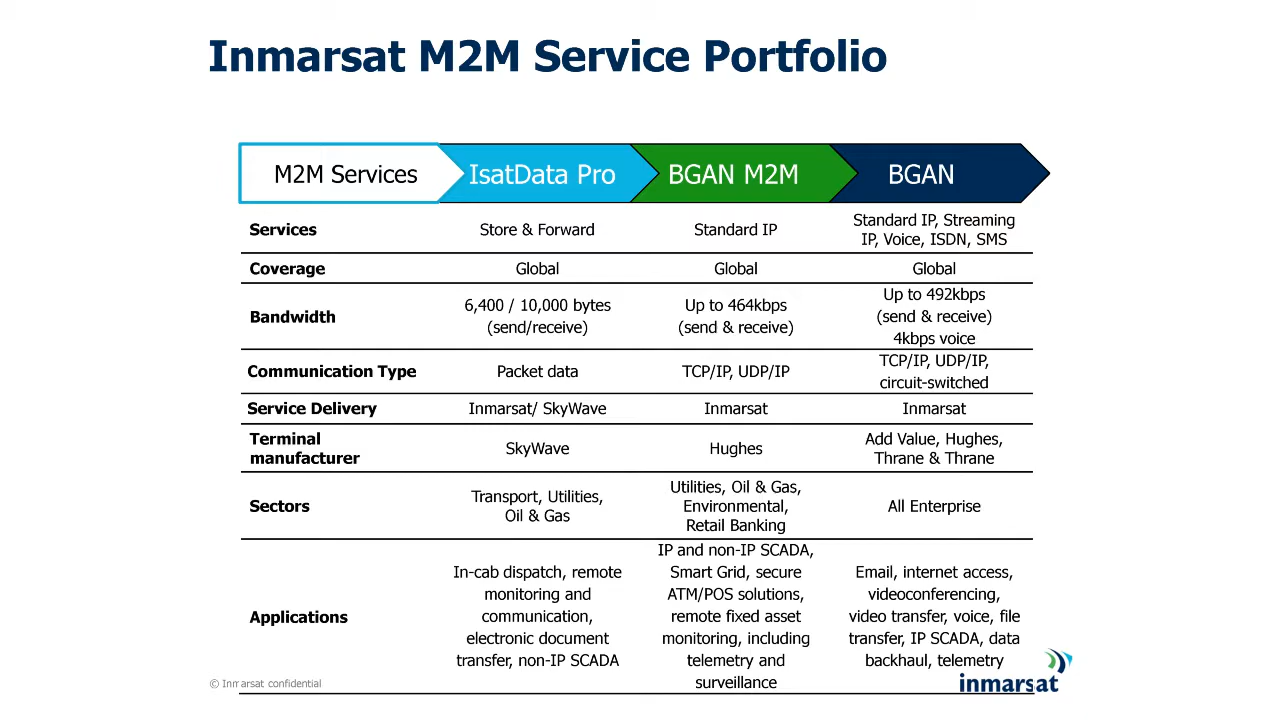 Inmarsat M2M Service Portfolio
M2M Services
IsatData Pro
BGAN M2M
BGAN
Services
Store & Forward
Standard IP
Standard IP, Streaming
IP, Voice, ISDN, SMS
Coverage
Global
Global
Global
Bandwidth
6,400 / 10,000 bytes
(send/receive)
Up to 464kbps
(send & receive)
Up to 492kbps
(send & receive)
4kbps voice
Communication Type
Packet data
TCP/IP, UDP/IP
TCP/IP, UDP/IP,
circuit-switched
Service Delivery
Inmarsat/ SkyWave
Inmarsat
Inmarsat
Terminal
manufacturer
SkyWave
Hughes
Add Value, Hughes,
Thrane & Thrane
Sectors
Transport, Utilities,
Oil & Gas
Utilities, Oil & Gas,
Environmental,
Retail Banking
All Enterprise
Applications
In-cab dispatch, remote
monitoring and
communication,
electronic document
transfer, non-IP SCADA
IP and non-IP SCADA,
Smart Grid, secure
ATM/POS solutions,
remote fixed asset
monitoring, including
telemetry and
surveillance
Email, internet access,
videoconferencing,
video transfer, voice, file
transfer, IP SCADA, data
backhaul, telemetry
© Inmarsat confidential
inmarsat